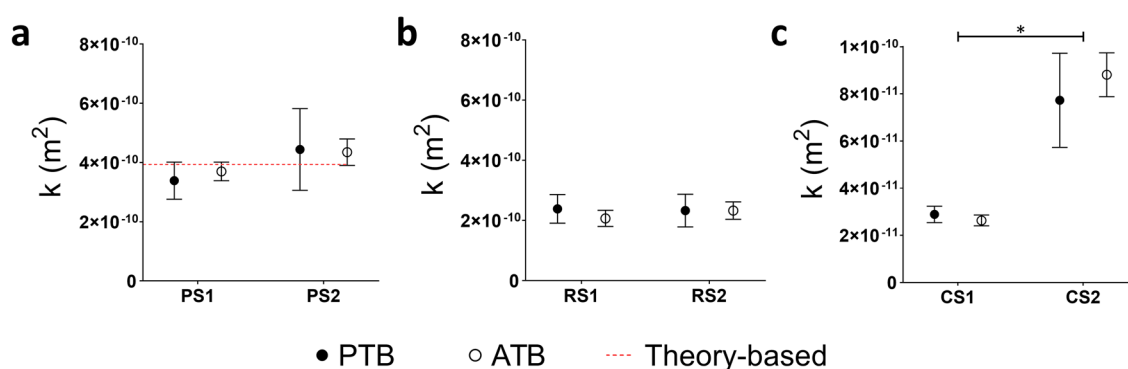 a
8×10⁻¹⁰
6×10⁻¹⁰
4×10⁻¹⁰
2×10⁻¹⁰
0
k (m²)
PS1 PS2
b
8×10⁻¹⁰
6×10⁻¹⁰
4×10⁻¹⁰
2×10⁻¹⁰
0
k (m²)
RS1 RS2
c
*
1×10⁻¹⁰
8×10⁻¹¹
6×10⁻¹¹
4×10⁻¹¹
2×10⁻¹¹
0
k (m²)
CS1 CS2
PTB ATB Theory-based